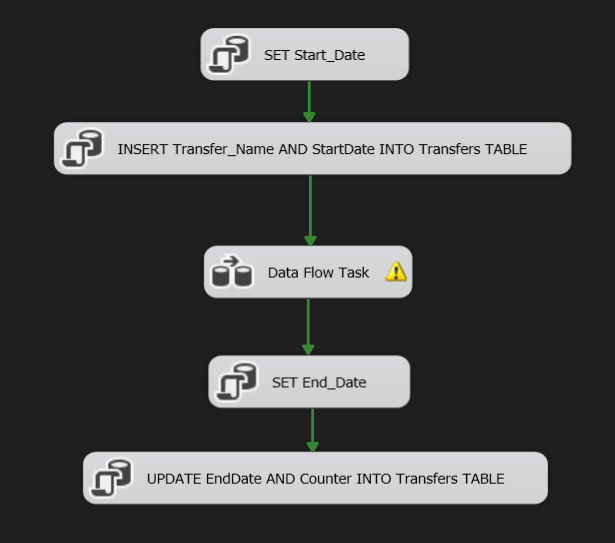 SET Start_Date
INSERT Transfer_Name AND StartDate INTO Transfers TABLE
Data Flow Task
SET End_Date
UPDATE EndDate AND Counter INTO Transfers TABLE